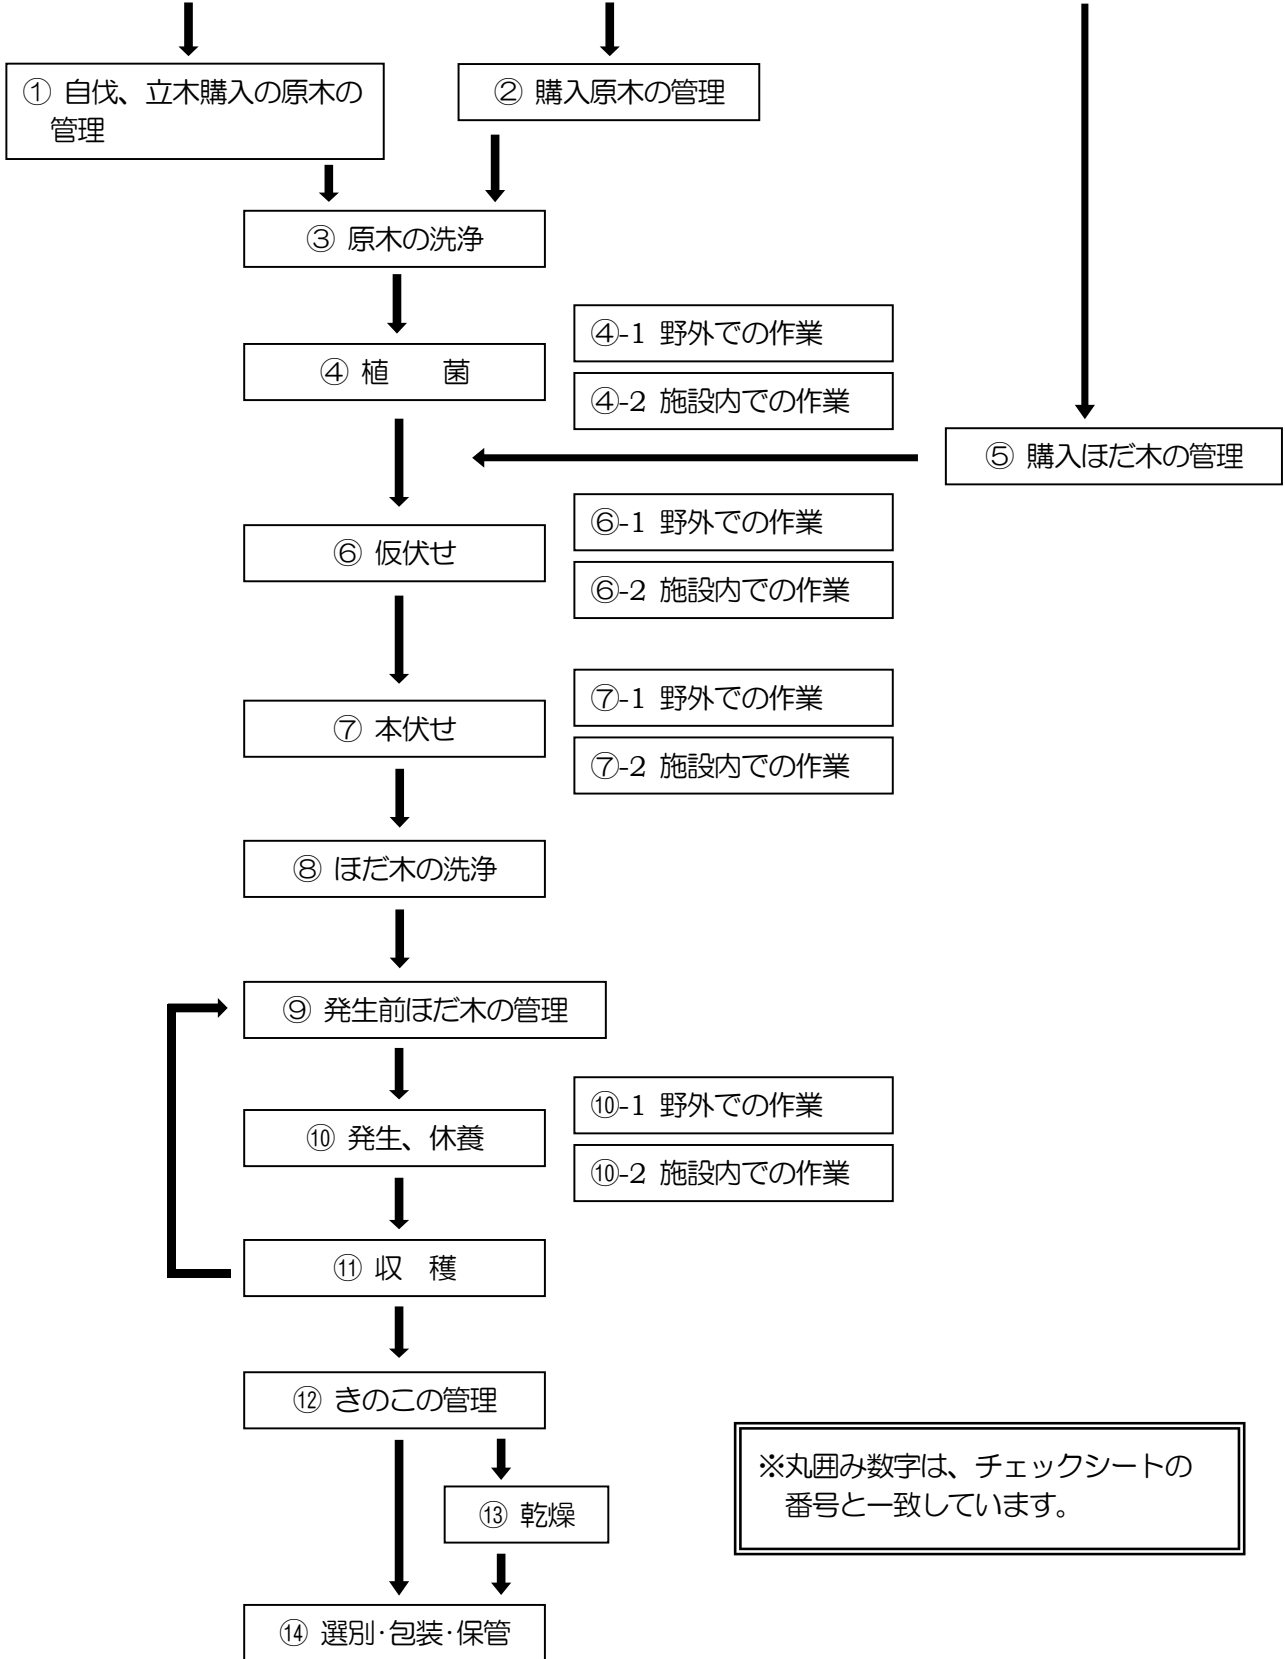 ① 自伐、立木購入の原木の
管理
② 購入原木の管理
③ 原木の洗浄
④ 植　　菌
④-1 野外での作業
④-2 施設内での作業
⑤ 購入ほだ木の管理
⑥ 仮伏せ
⑥-1 野外での作業
⑥-2 施設内での作業
⑦ 本伏せ
⑦-1 野外での作業
⑦-2 施設内での作業
⑧ ほだ木の洗浄
⑨ 発生前ほだ木の管理
⑩ 発生、休養
⑩-1 野外での作業
⑩-2 施設内での作業
⑪ 収　穫
⑫ きのこの管理
⑬ 乾燥
⑭ 選別･包装･保管
※丸囲み数字は、チェックシートの
番号と一致しています。